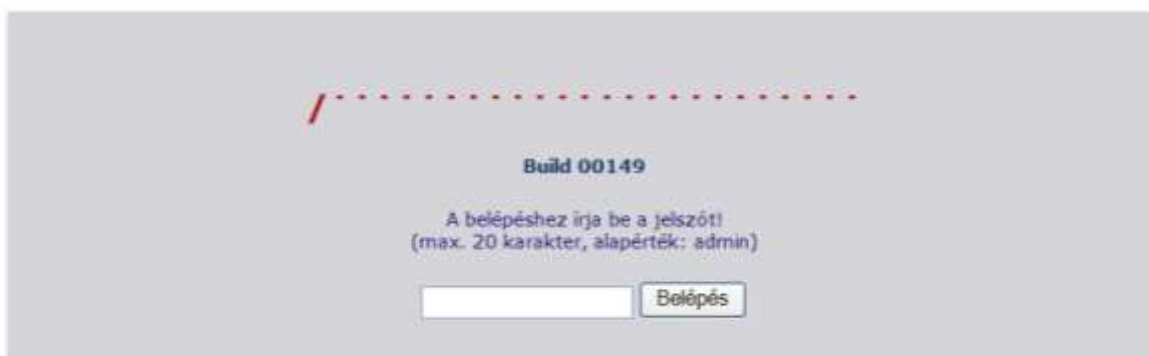 Build 00149
A belépéshez írja be a jelszót!
(max. 20 karakter, alapérték: admin)
Belépés